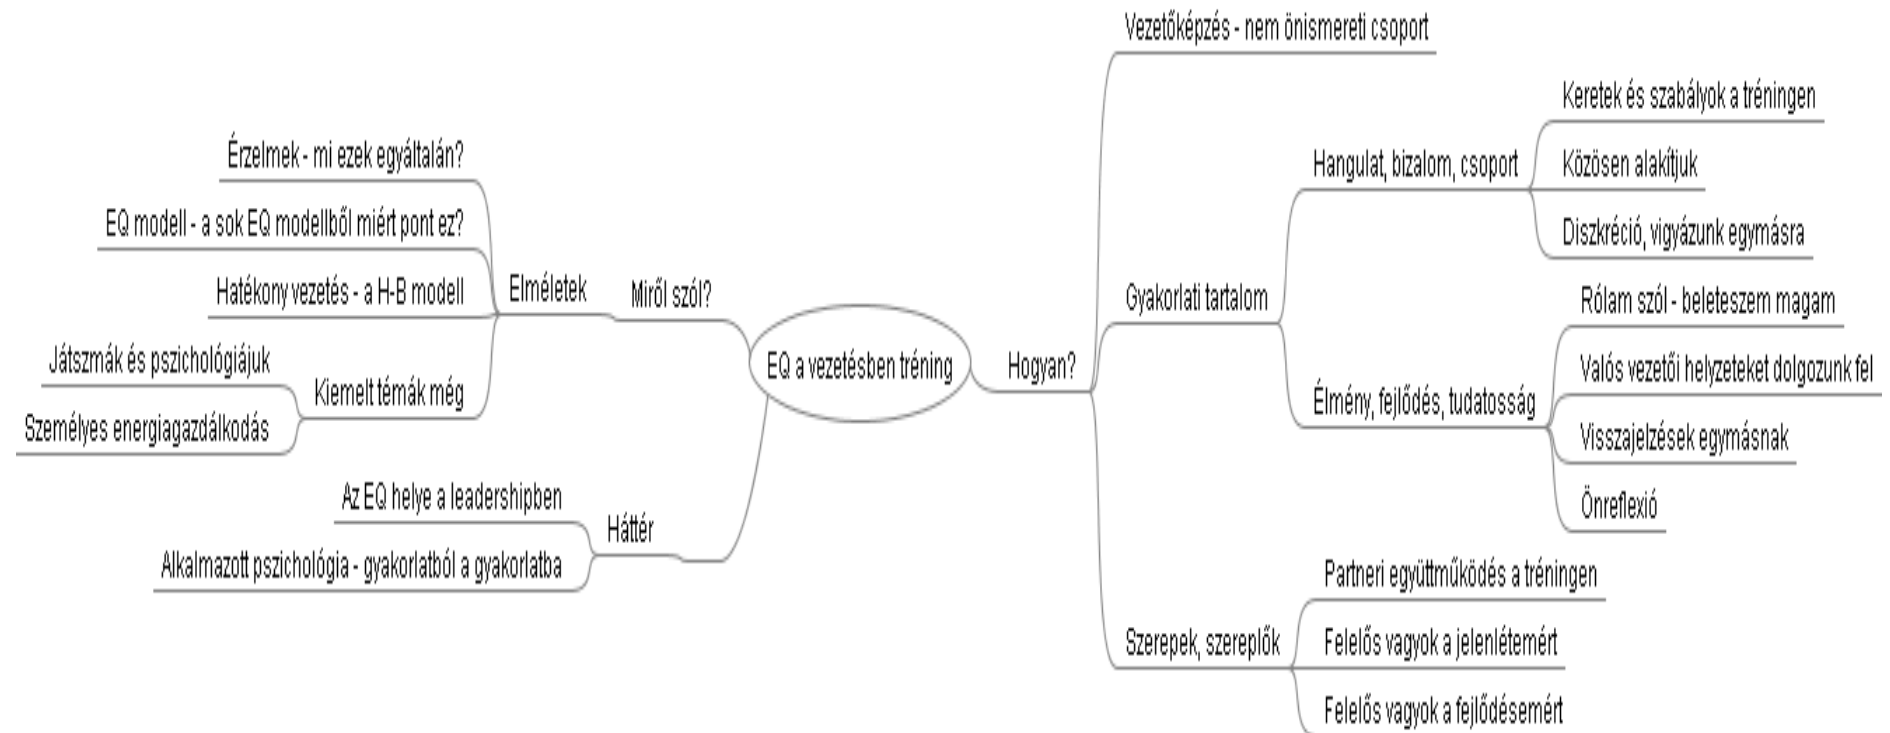 EQ a vezetésben tréning
Miről szól?
Elméletek
Érzelmek - mi ezek egyáltalán?
EQ modell - a sok EQ modellből miért pont ez?
Hatékony vezetés - a H-B modell
Kiemelt témák még
Játszmák és pszichológiájuk
Személyes energiagazdálkodás
Háttér
Az EQ helye a leadershipben
Alkalmazott pszichológia - gyakorlatból a gyakorlatba
Hogyan?
Vezetőképzés - nem önismereti csoport
Gyakorlati tartalom
Hangulat, bizalom, csoport
Keretek és szabályok a tréningen
Közösen alakítjuk
Diszkréció, vigyázunk egymásra
Élmény, fejlődés, tudatosság
Rólam szól - beleteszem magam
Valós vezetői helyzeteket dolgozunk fel
Visszajelzések egymásnak
Önreflexió
Szerepek, szereplők
Partneri együttműködés a tréningen
Felelős vagyok a jelenlétemért
Felelős vagyok a fejlődésemért